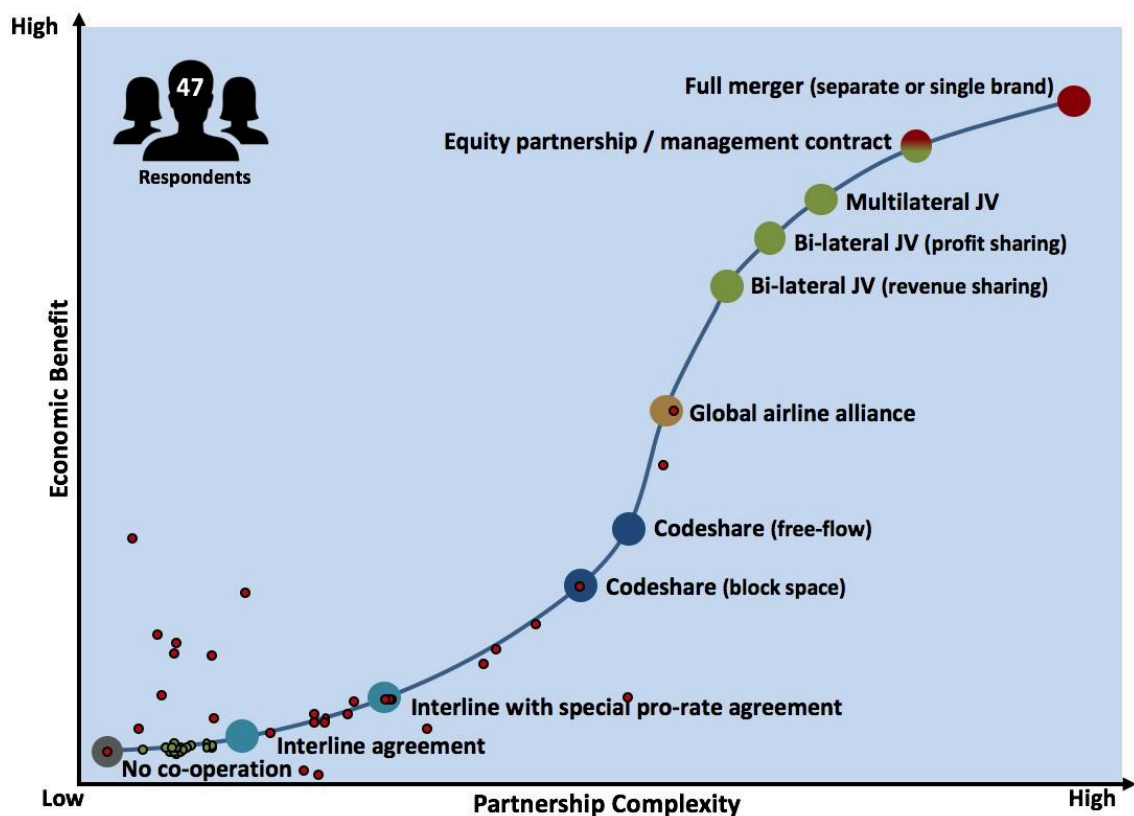 High
47
Respondents
Full merger (separate or single brand)
Equity partnership / management contract
Multilateral JV
Bi-lateral JV (profit sharing)
Bi-lateral JV (revenue sharing)
Global airline alliance
Codeshare (free-flow)
Codeshare (block space)
Interline with special pro-rate agreement
Interline agreement
No co-operation
Economic Benefit
Low
Partnership Complexity
High